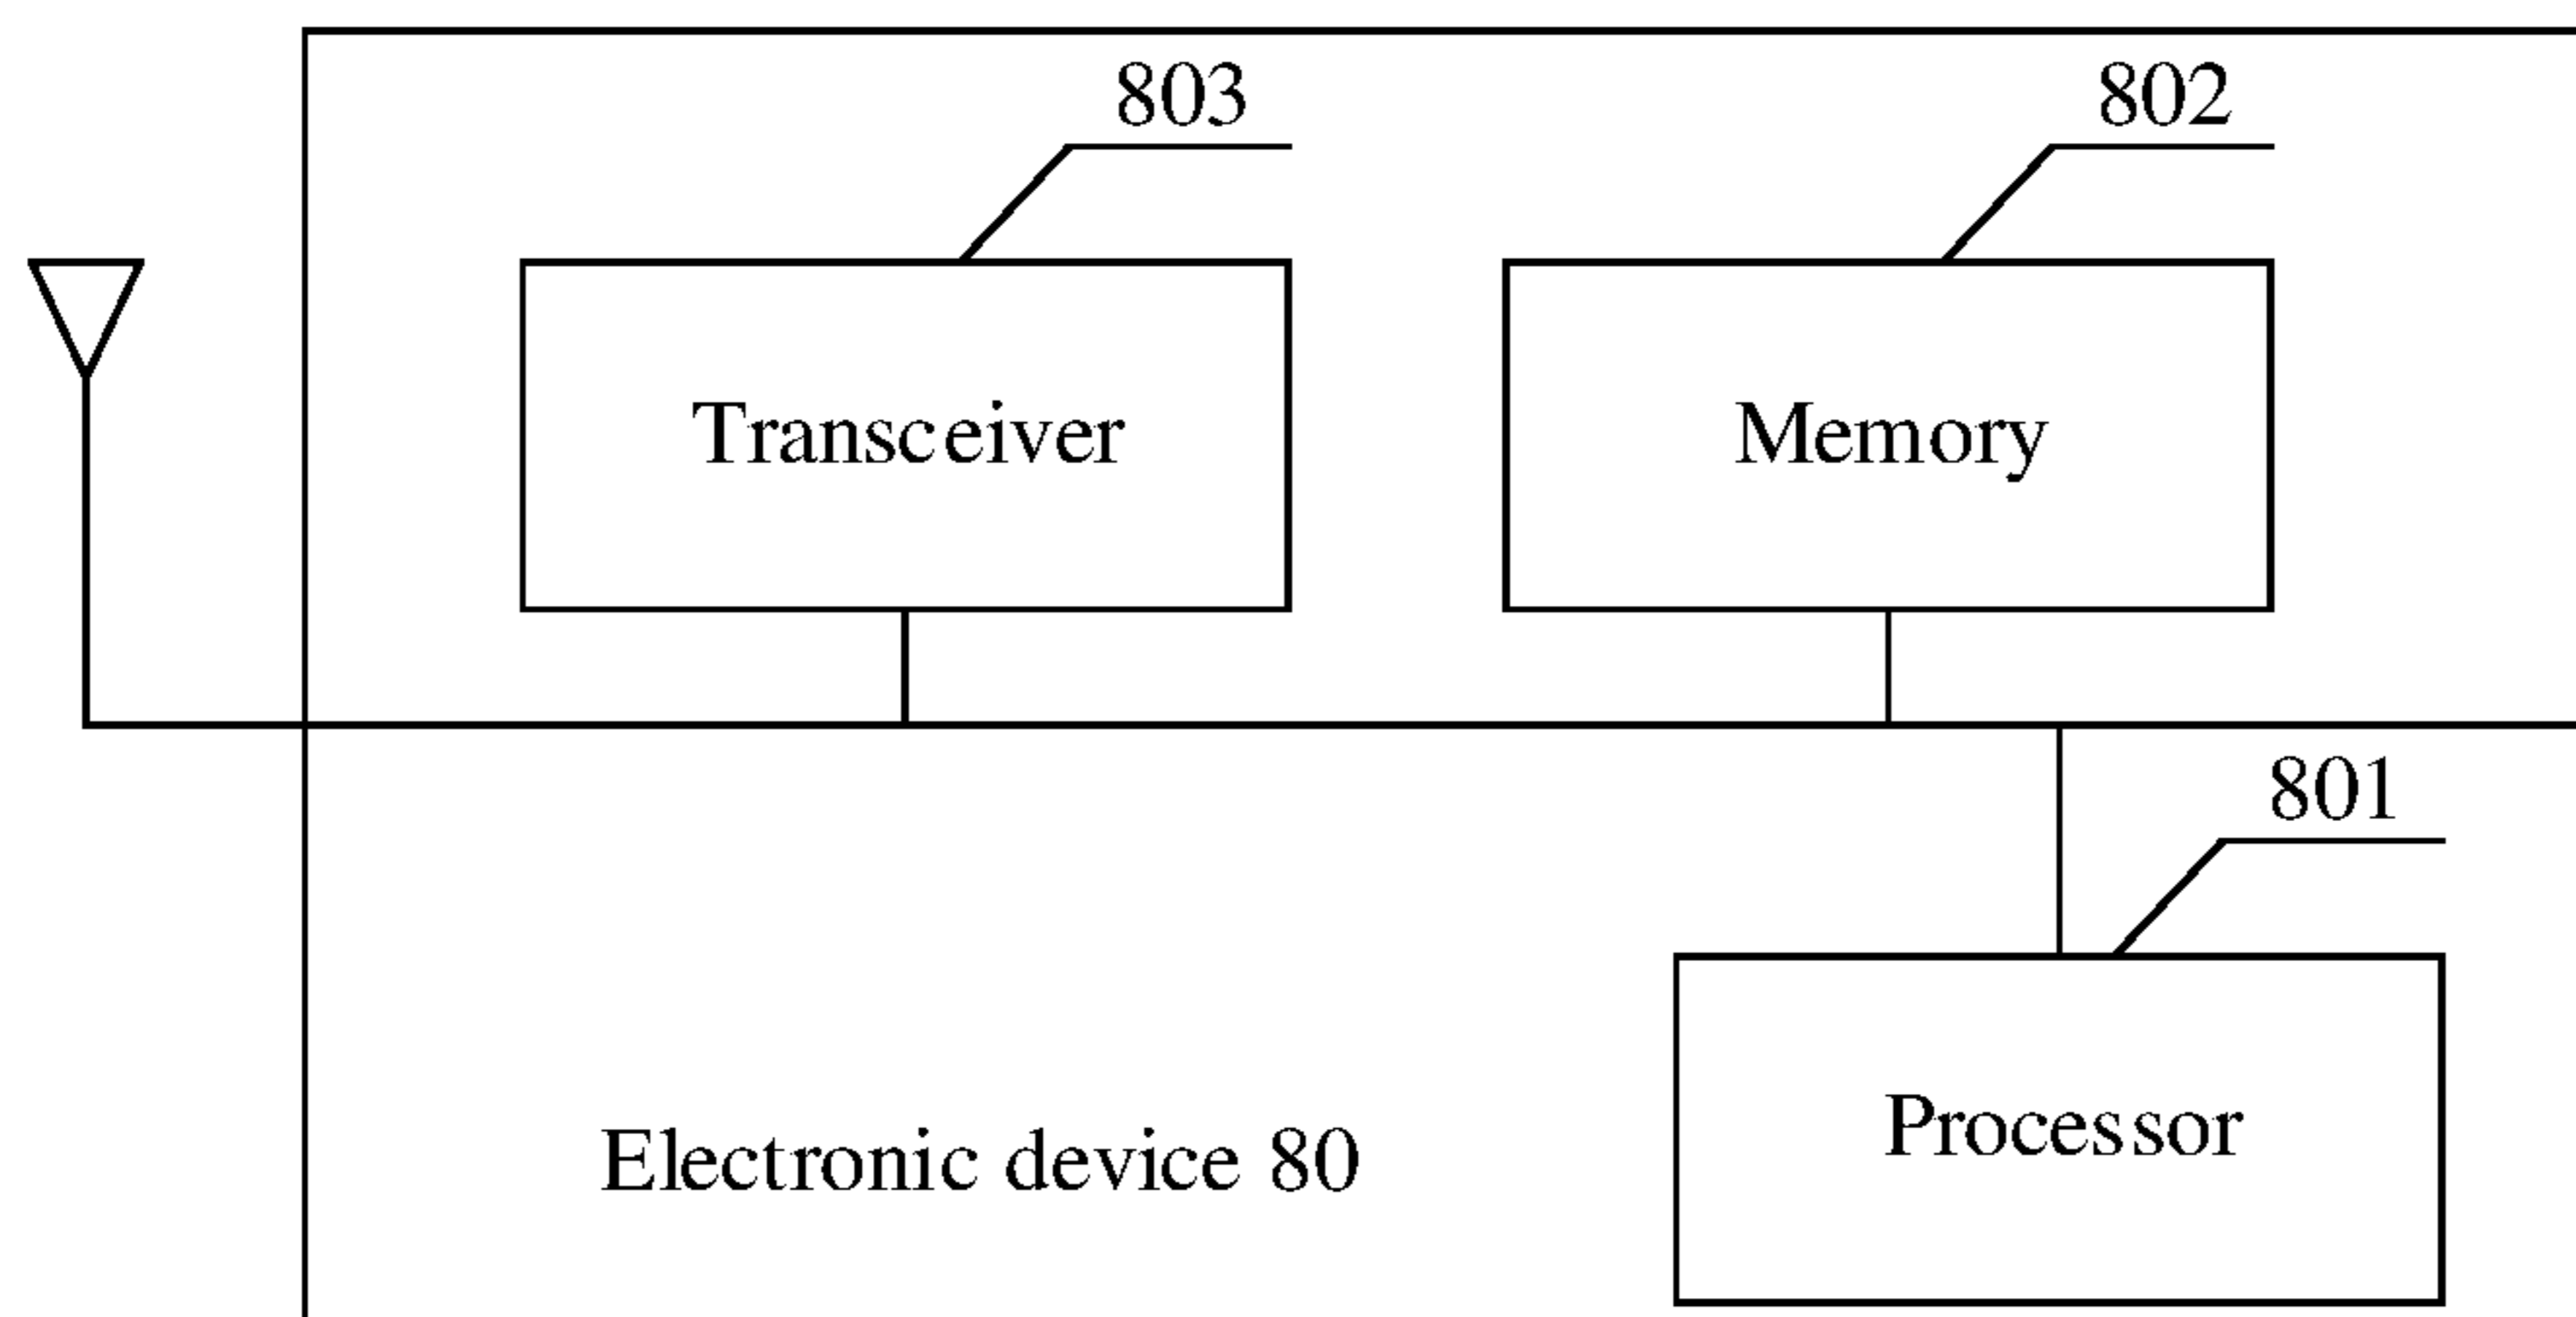 803
802
Transceiver
Memory
801
Processor
Electronic device 80